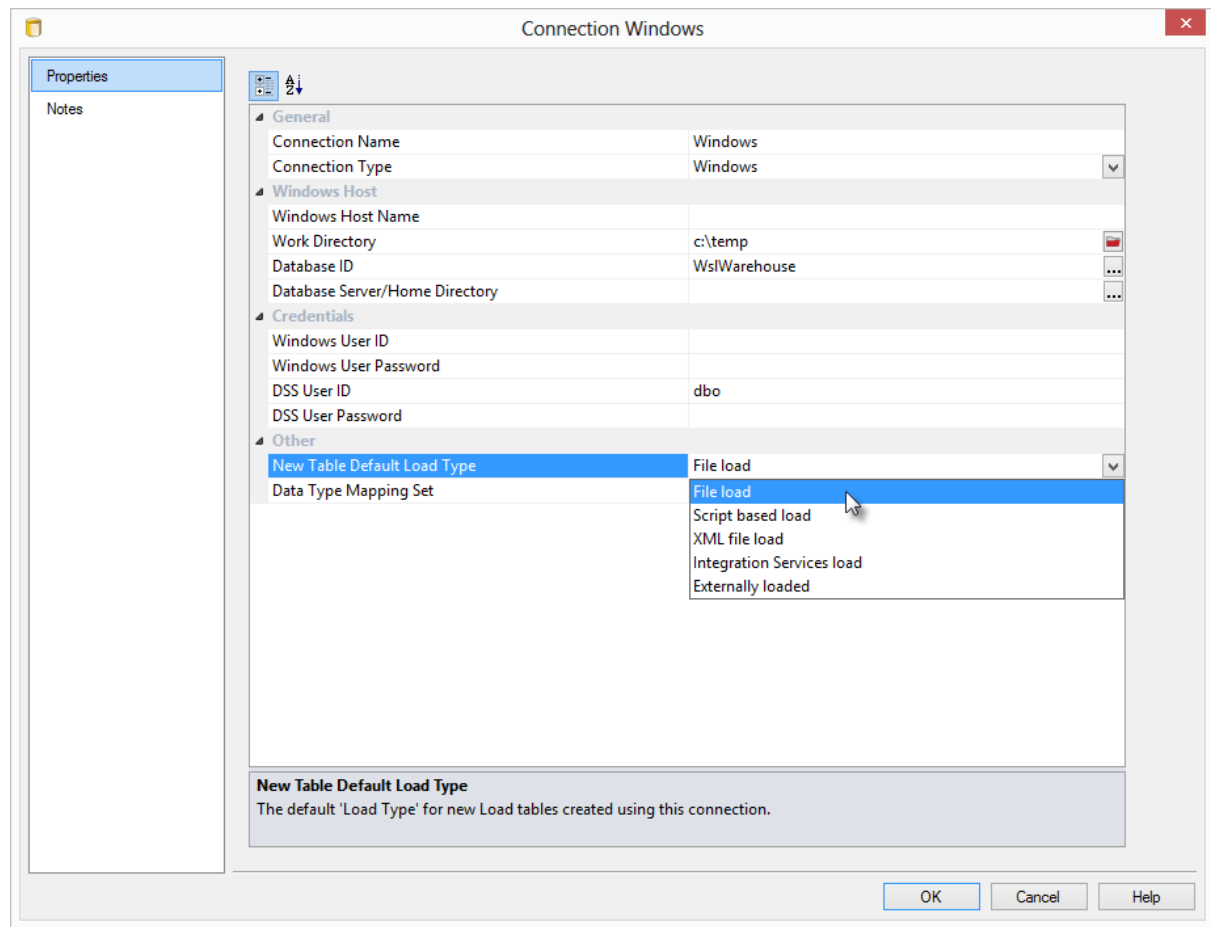 Connection Windows
Properties
Notes
General
Connection Name Windows
Connection Type Windows
Windows Host
Windows Host Name
Work Directory c:\temp
Database ID WslWarehouse
Database Server/Home Directory
Credentials
Windows User ID
Windows User Password
DSS User ID dbo
DSS User Password
Other
New Table Default Load Type File load
Data Type Mapping Set File load
Script based load
XML file load
Integration Services load
Externally loaded
New Table Default Load Type
The default 'Load Type' for new Load tables created using this connection.
OK Cancel Help